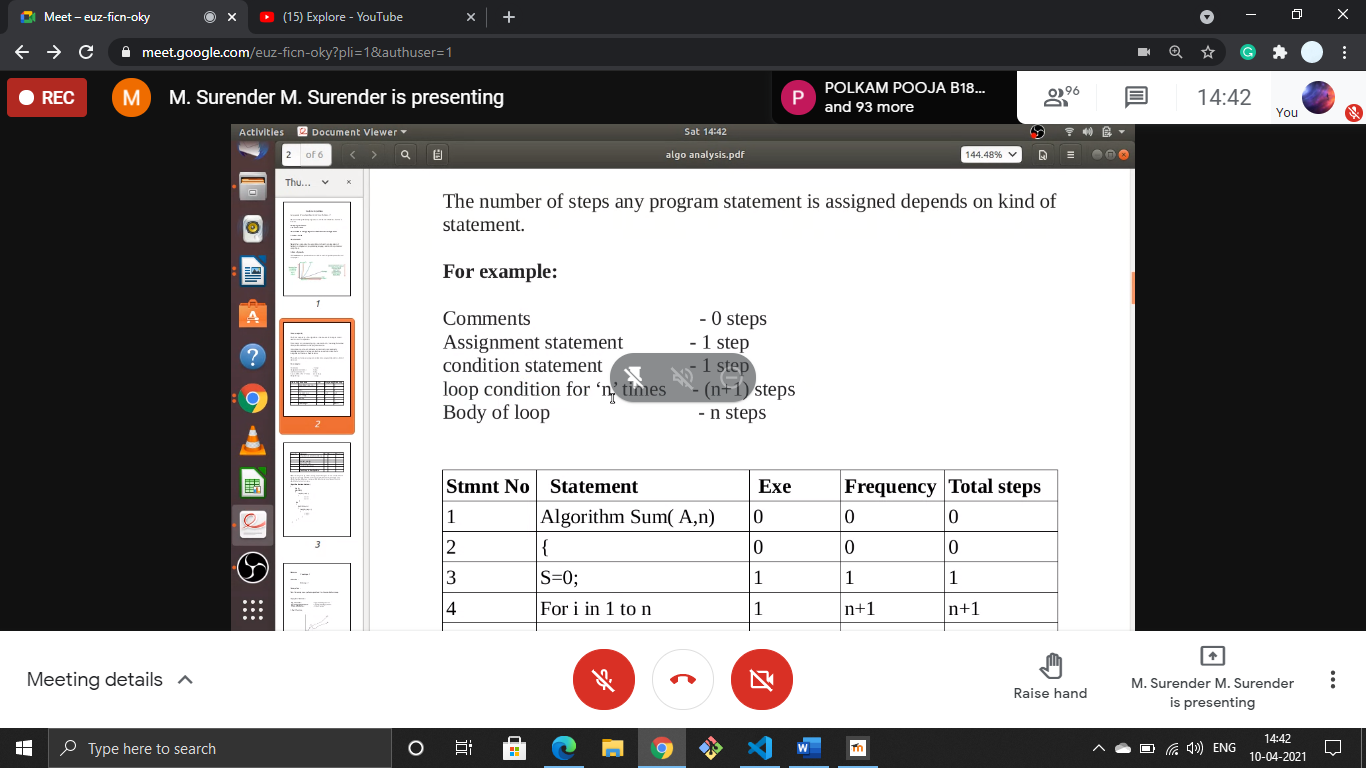 Meet – euz-ficn-oky
(15) Explore - YouTube
meet.google.com/euz-ficn-oky?pli=1&authuser=1
REC
M
M. Surender M. Surender is presenting
P
POLKAM POOJA B18...
and 93 more
96
14:42
You
Activities
Document Viewer
Sat 14:42
2
of 6
algo analysis.pdf
144.48%
Thu...
1
2
3
The number of steps any program statement is assigned depends on kind of
statement.
For example:
Comments - 0 steps
Assignment statement - 1 step
condition statement - 1 step
loop condition for ‘n’ times - (n+1) steps
Body of loop - n steps
Stmnt No Statement Exe Frequency Total steps
1 Algorithm Sum( A,n) 0 0 0
2 { 0 0 0
3 S=0; 1 1 1
4 For i in 1 to n 1 n+1 n+1
Meeting details
Raise hand
M. Surender M. Surender
is presenting
Type here to search
ENG
14:42
10-04-2021